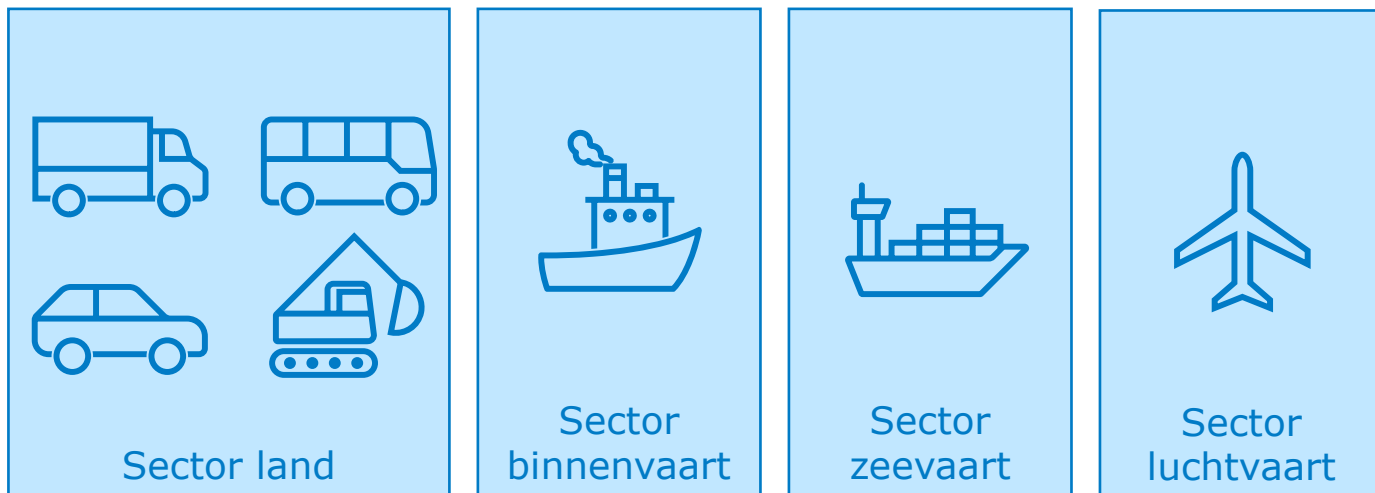 Sector land
Sector
binnenvaart
Sector
zeevaart
Sector
luchtvaart